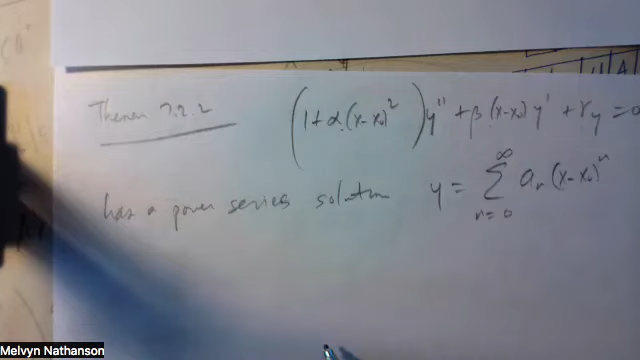 Theorem 7.2.2 (1+α(x-x₀)²)y'' + β(x-x₀)y' + γy = 0
has a power series solution y = ∑_{n=0}^{∞} aₙ(x-x₀)ⁿ
Melvyn Nathanson